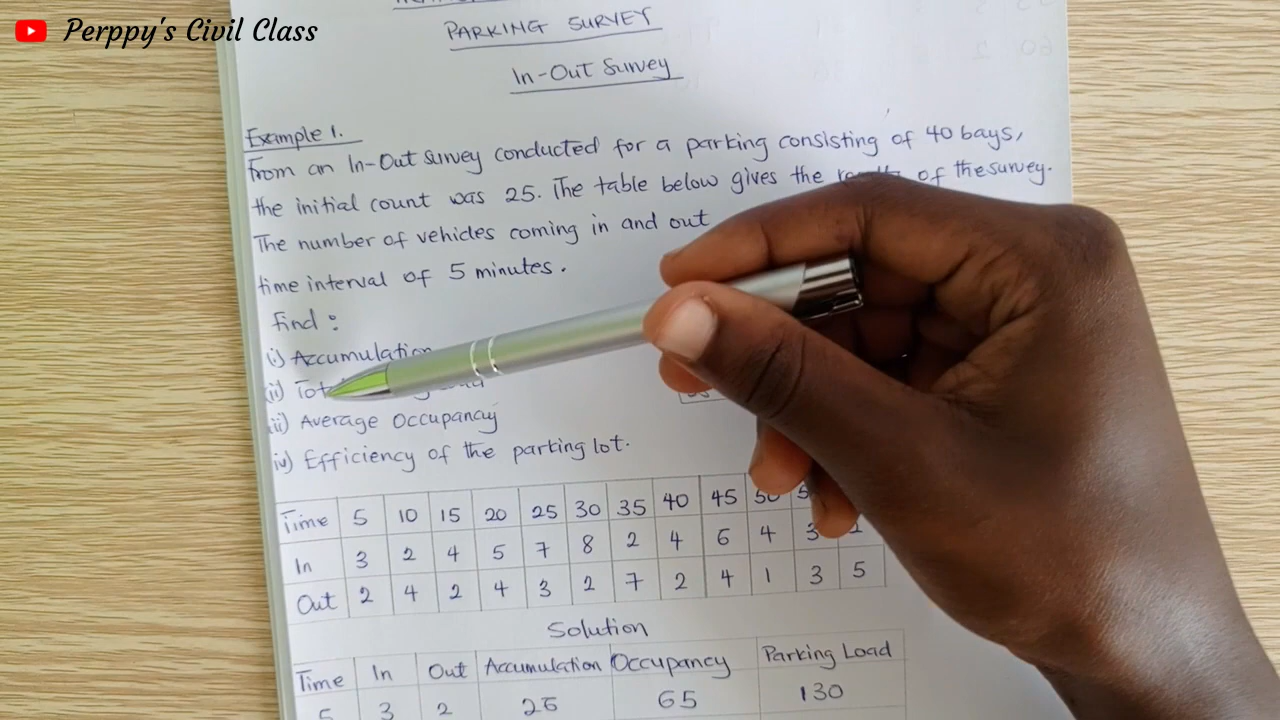 Perppy's Civil Class
PARKING SURVEY
In-Out Survey
Example 1.
From an In-Out Survey conducted for a parking consisting of 40 bays,
the initial count was 25. The table below gives the of the survey.
The number of vehicles coming in and out
time interval of 5 minutes.
Find :
i) Accumulation
ii)
iii) Average Occupancy
iv) Efficiency of the parking lot.
Time 5 10 15 20 25 30 35 40 45 50
In 3 2 4 5 7 8 2 4 6 4 3
Out 2 4 2 4 3 2 7 2 4 1 3 5
Solution
Time In Out Accumulation Occupancy Parking Load
5 3 2 26 65 130